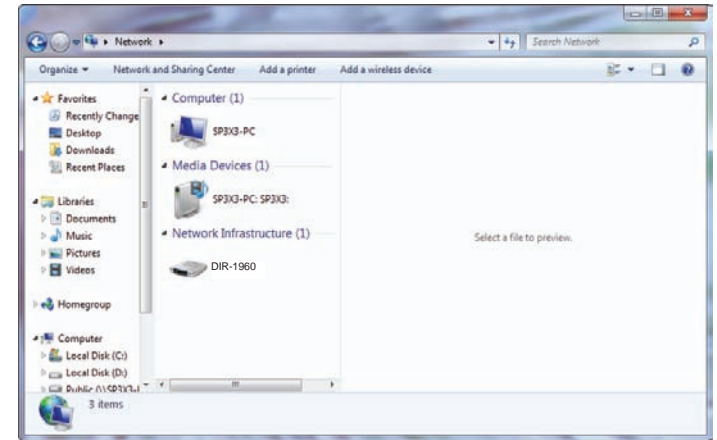 Network
Search Network
Organize
Network and Sharing Center
Add a printer
Add a wireless device
Favorites
Recently Change
Desktop
Downloads
Recent Places
Libraries
Documents
Music
Pictures
Videos
Homegroup
Computer
Local Disk (C:)
Local Disk (D:)
Computer (1)
SP3X3-PC
Media Devices (1)
SP3X3-PC: SP3X3:
Network Infrastructure (1)
DIR-1960
Select a file to preview.
3 items